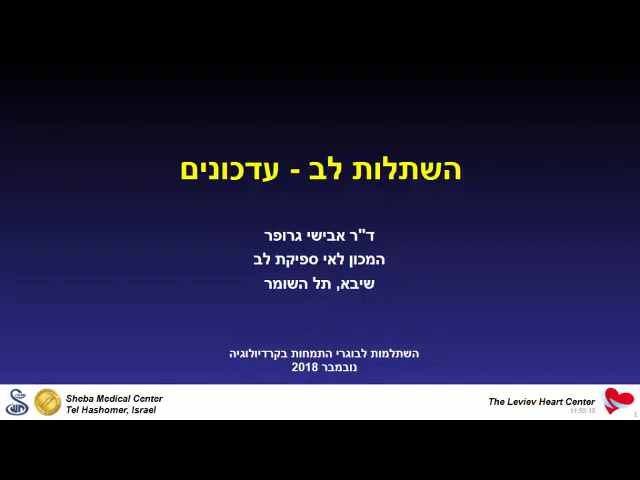 השתלות לב - עדכונים
ד"ר אבישי גרופר
המכון לאי ספיקת לב
שיבא, תל השומר
השתלמות לבוגרי התמחות בקרדיולוגיה
נובמבר 2018
Sheba Medical Center
Tel Hashomer, Israel
The Leviev Heart Center
11:55:18
1